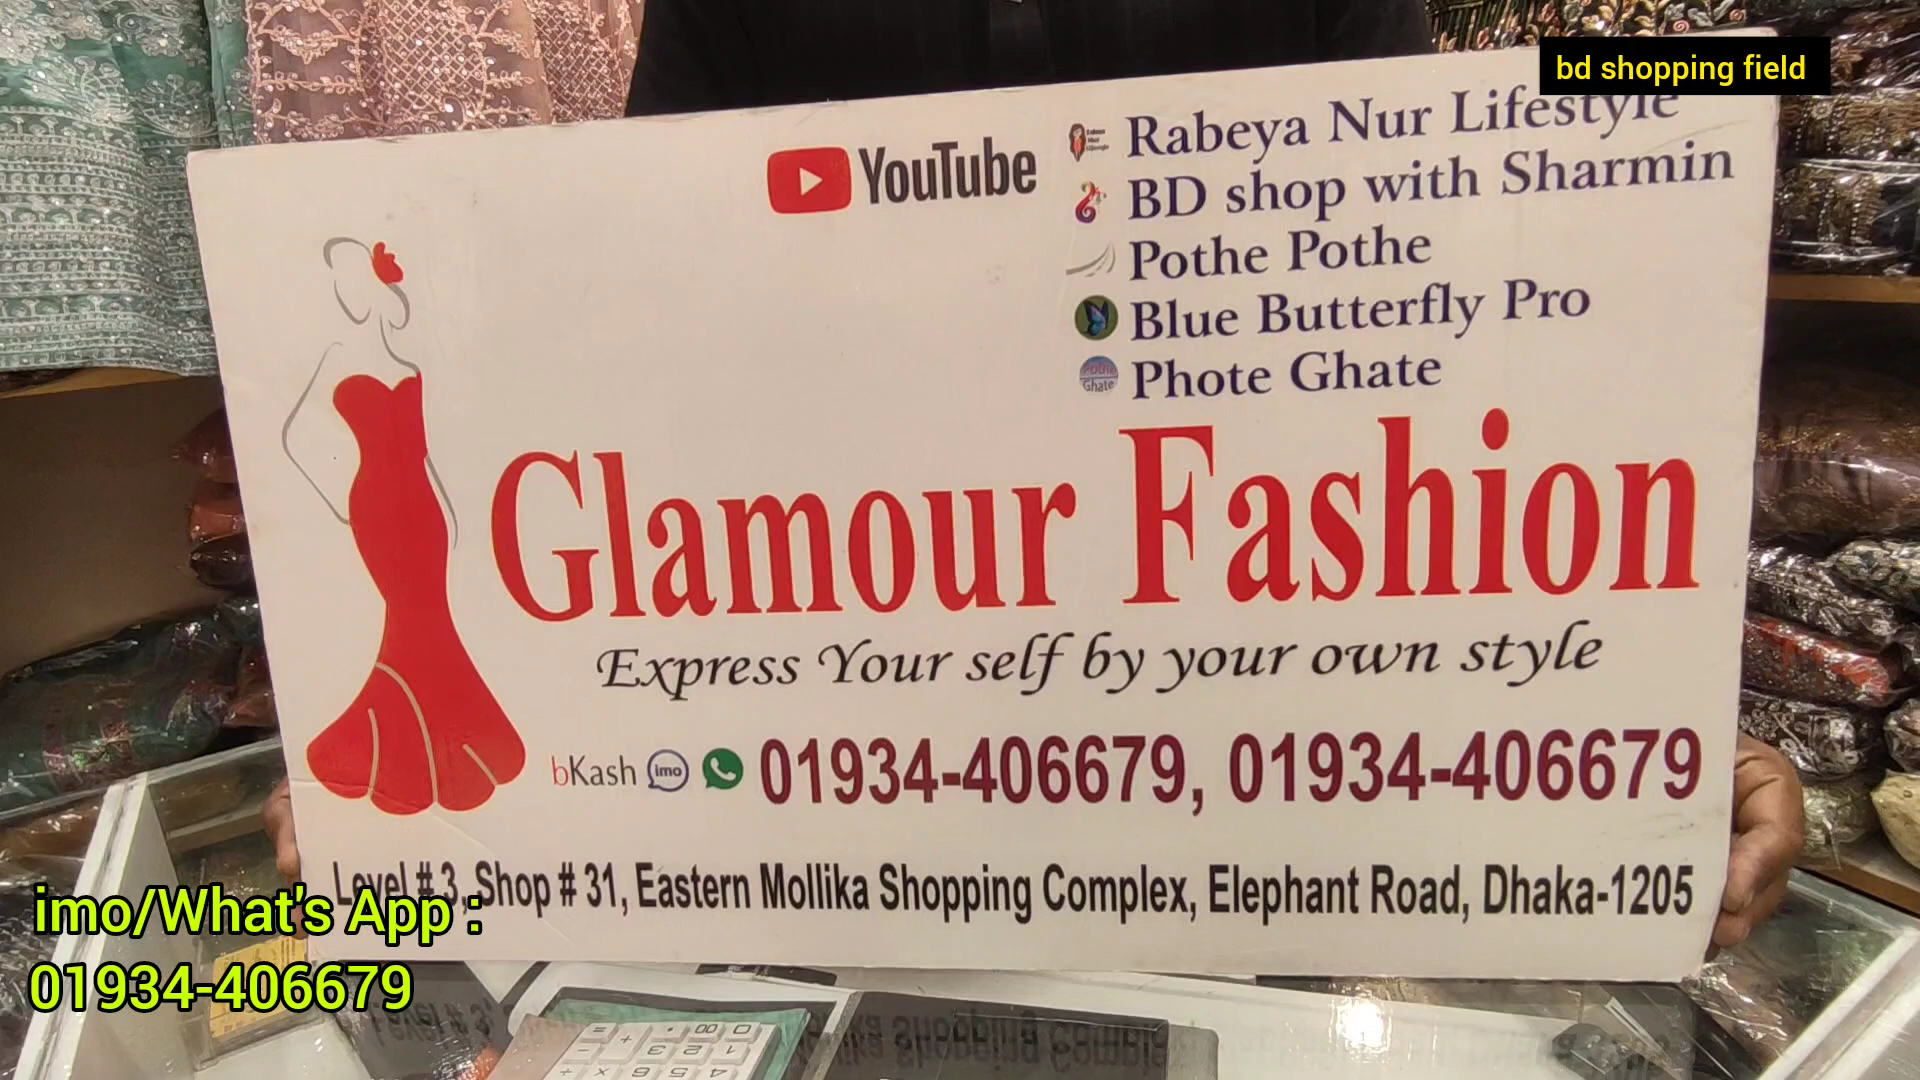 bd shopping field
YouTube
Rabeya Nur Lifestyle
BD shop with Sharmin
Pothe Pothe
Blue Butterfly Pro
Phote Ghate
Glamour Fashion
Express Your self by your own style
bKash imo 01934-406679, 01934-406679
Level # 3, Shop # 31, Eastern Mollika Shopping Complex, Elephant Road, Dhaka-1205
imo/What's App :
01934-406679